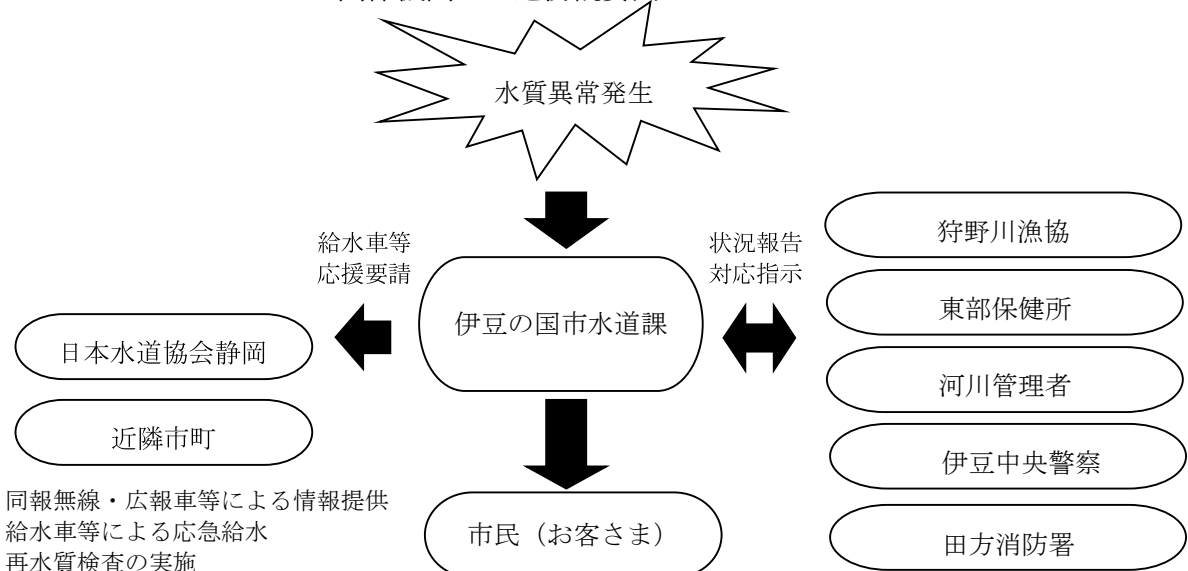 水質異常発生
給水車等
応援要請
状況報告
対応指示
伊豆の国市水道課
狩野川漁協
東部保健所
河川管理者
伊豆中央警察
田方消防署
日本水道協会静岡
近隣市町
同報無線・広報車等による情報提供
給水車等による応急給水
再水質検査の実施
市民(お客さま)